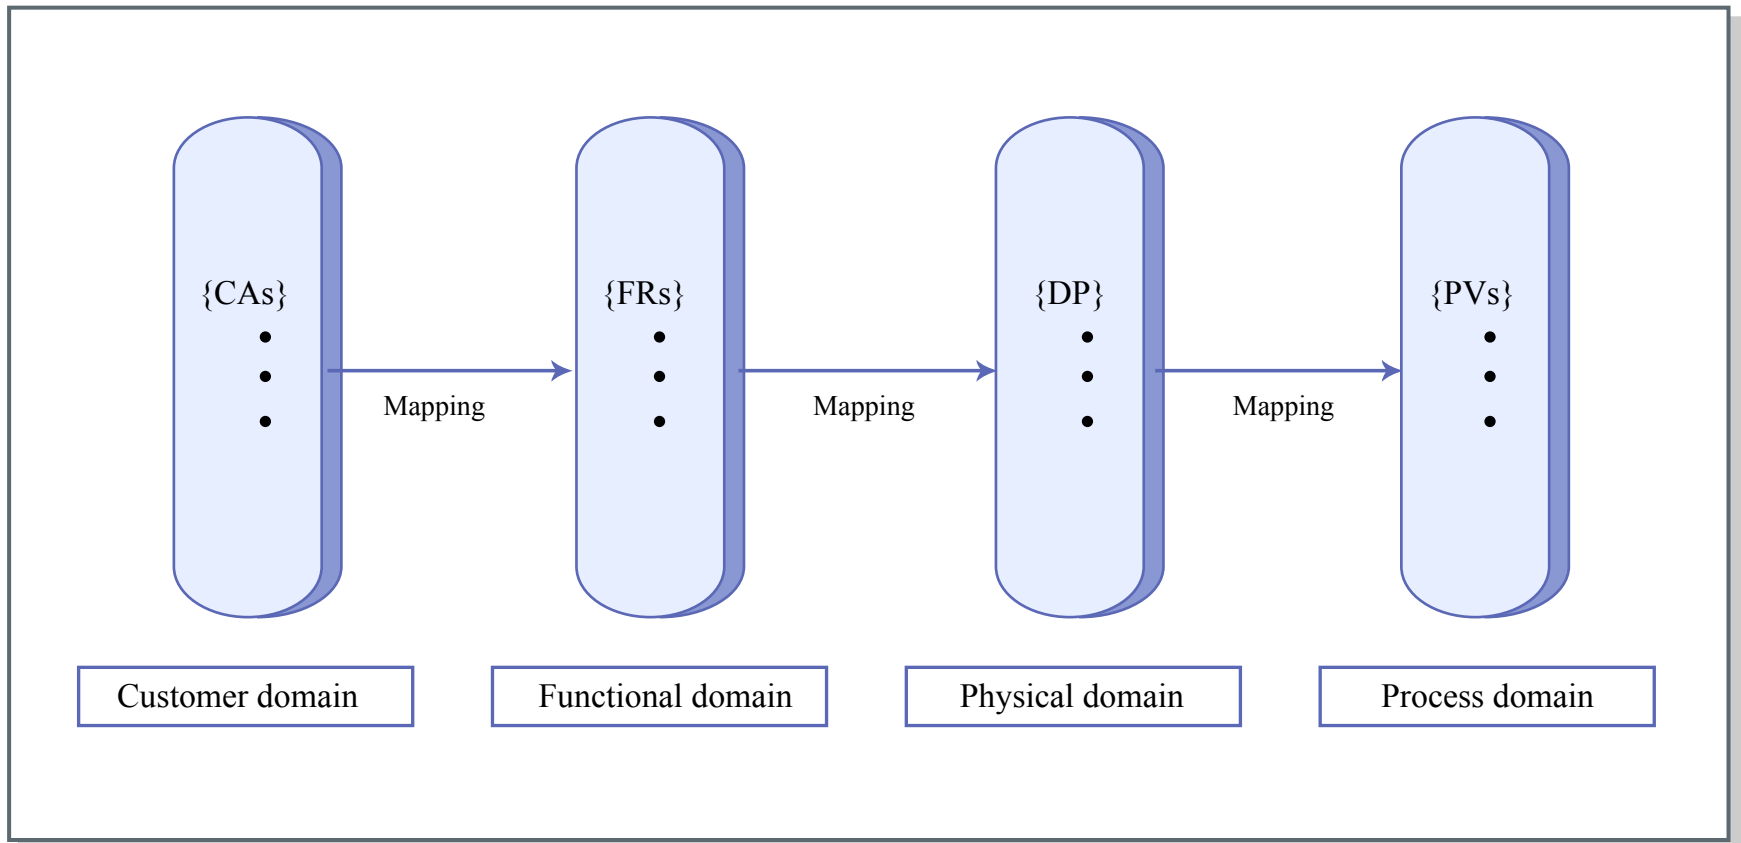 {CAs}
{FRs}
{DP}
{PVs}
Mapping
Mapping
Mapping
Customer domain
Functional domain
Physical domain
Process domain